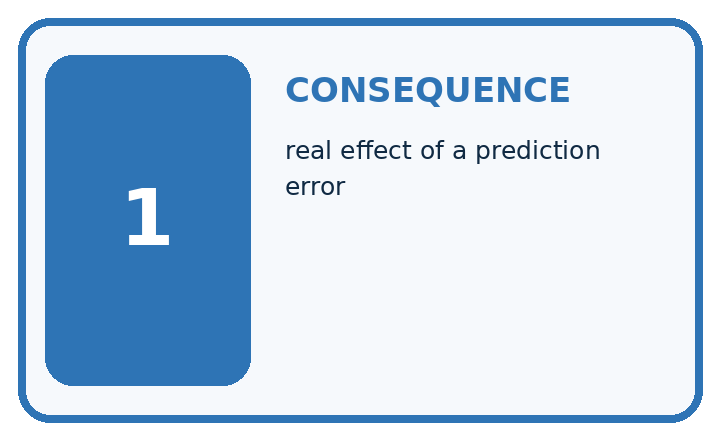 1
CONSEQUENCE
real effect of a prediction
error